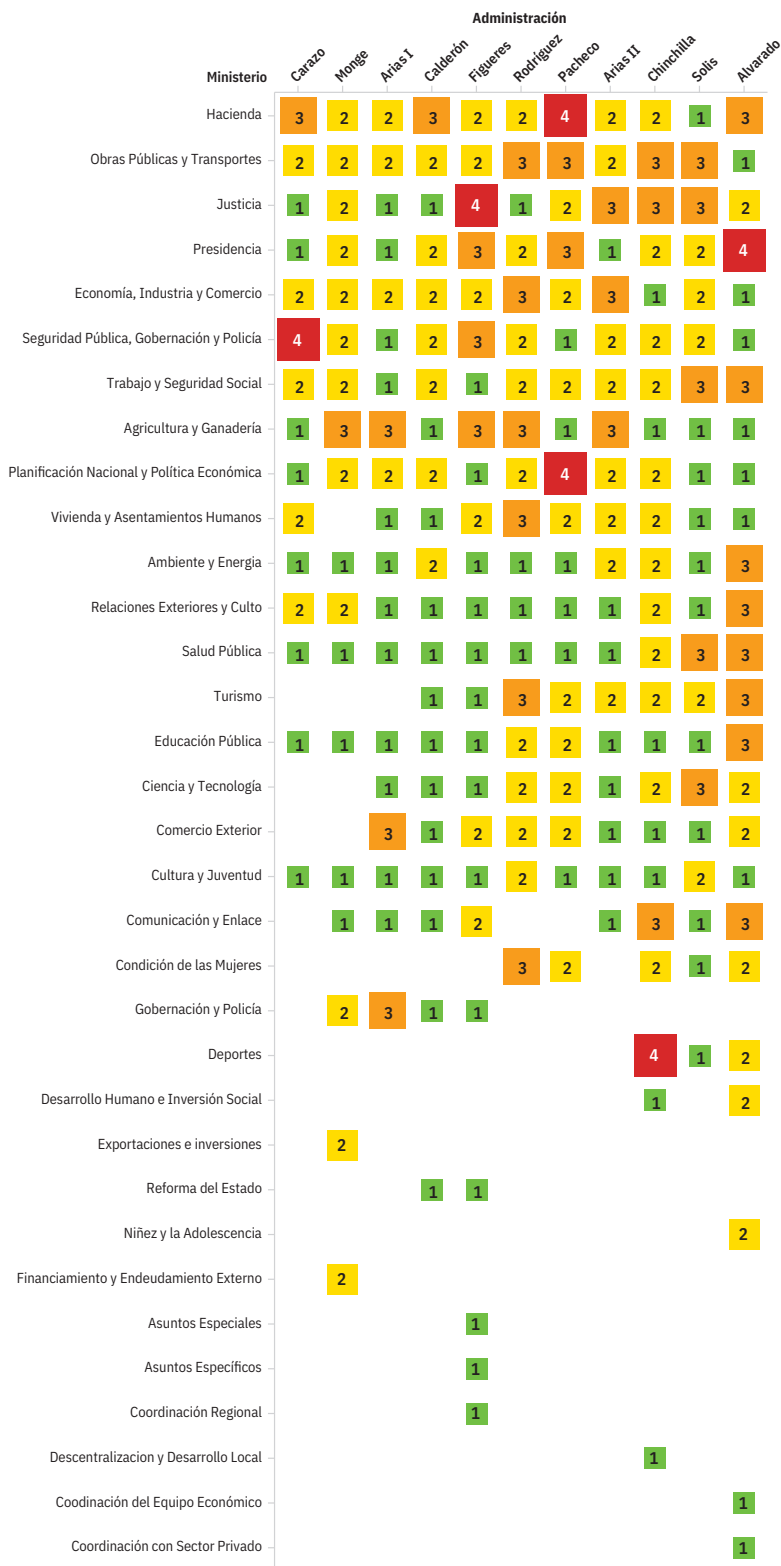 Administración
Ministerio Carazo Monge Arias I Calderón Figueres Rodríguez Pacheco Arias II Chinchilla Solís Alvarado
Hacienda 3 2 2 3 2 2 4 2 2 1 3
Obras Públicas y Transportes 2 2 2 2 2 3 3 2 3 3 1
Justicia 1 2 1 1 4 1 2 3 3 3 2
Presidencia 1 2 1 2 3 2 3 1 2 2 4
Economía, Industria y Comercio 2 2 2 2 2 3 2 3 1 2 1
Seguridad Pública, Gobernación y Policía 4 2 1 2 3 2 1 2 2 2 1
Trabajo y Seguridad Social 2 2 1 2 1 2 2 2 2 3 3
Agricultura y Ganadería 1 3 3 1 3 3 1 3 1 1 1
Planificación Nacional y Política Económica 1 2 2 2 1 2 4 2 2 1 1
Vivienda y Asentamientos Humanos 2 1 1 2 3 2 2 2 1 1
Ambiente y Energia 1 1 1 2 1 1 1 2 2 1 3
Relaciones Exteriores y Culto 2 2 1 1 1 1 1 1 2 1 3
Salud Pública 1 1 1 1 1 1 1 1 2 3 3
Turismo 1 1 3 2 2 2 2 3
Educación Pública 1 1 1 1 1 2 2 1 1 1 3
Ciencia y Tecnología 1 1 1 2 2 1 2 3 2
Comercio Exterior 3 1 2 2 2 1 1 1 2
Cultura y Juventud 1 1 1 1 1 2 1 1 1 2 1
Comunicación y Enlace 1 1 1 2 1 3 1 3
Condición de las Mujeres 3 2 2 1 2
Gobernación y Policía 2 3 1 1
Deportes 4 1 2
Desarrollo Humano e Inversión Social 1 2
Exportaciones e inversiones 2
Reforma del Estado 1 1
Niñez y la Adolescencia 2
Financiamiento y Endeudamiento Externo 2
Asuntos Especiales 1
Asuntos Específicos 1
Coordinación Regional 1
Descentralizacion y Desarrollo Local 1
Coodinación del Equipo Económico 1
Coordinación con Sector Privado 1